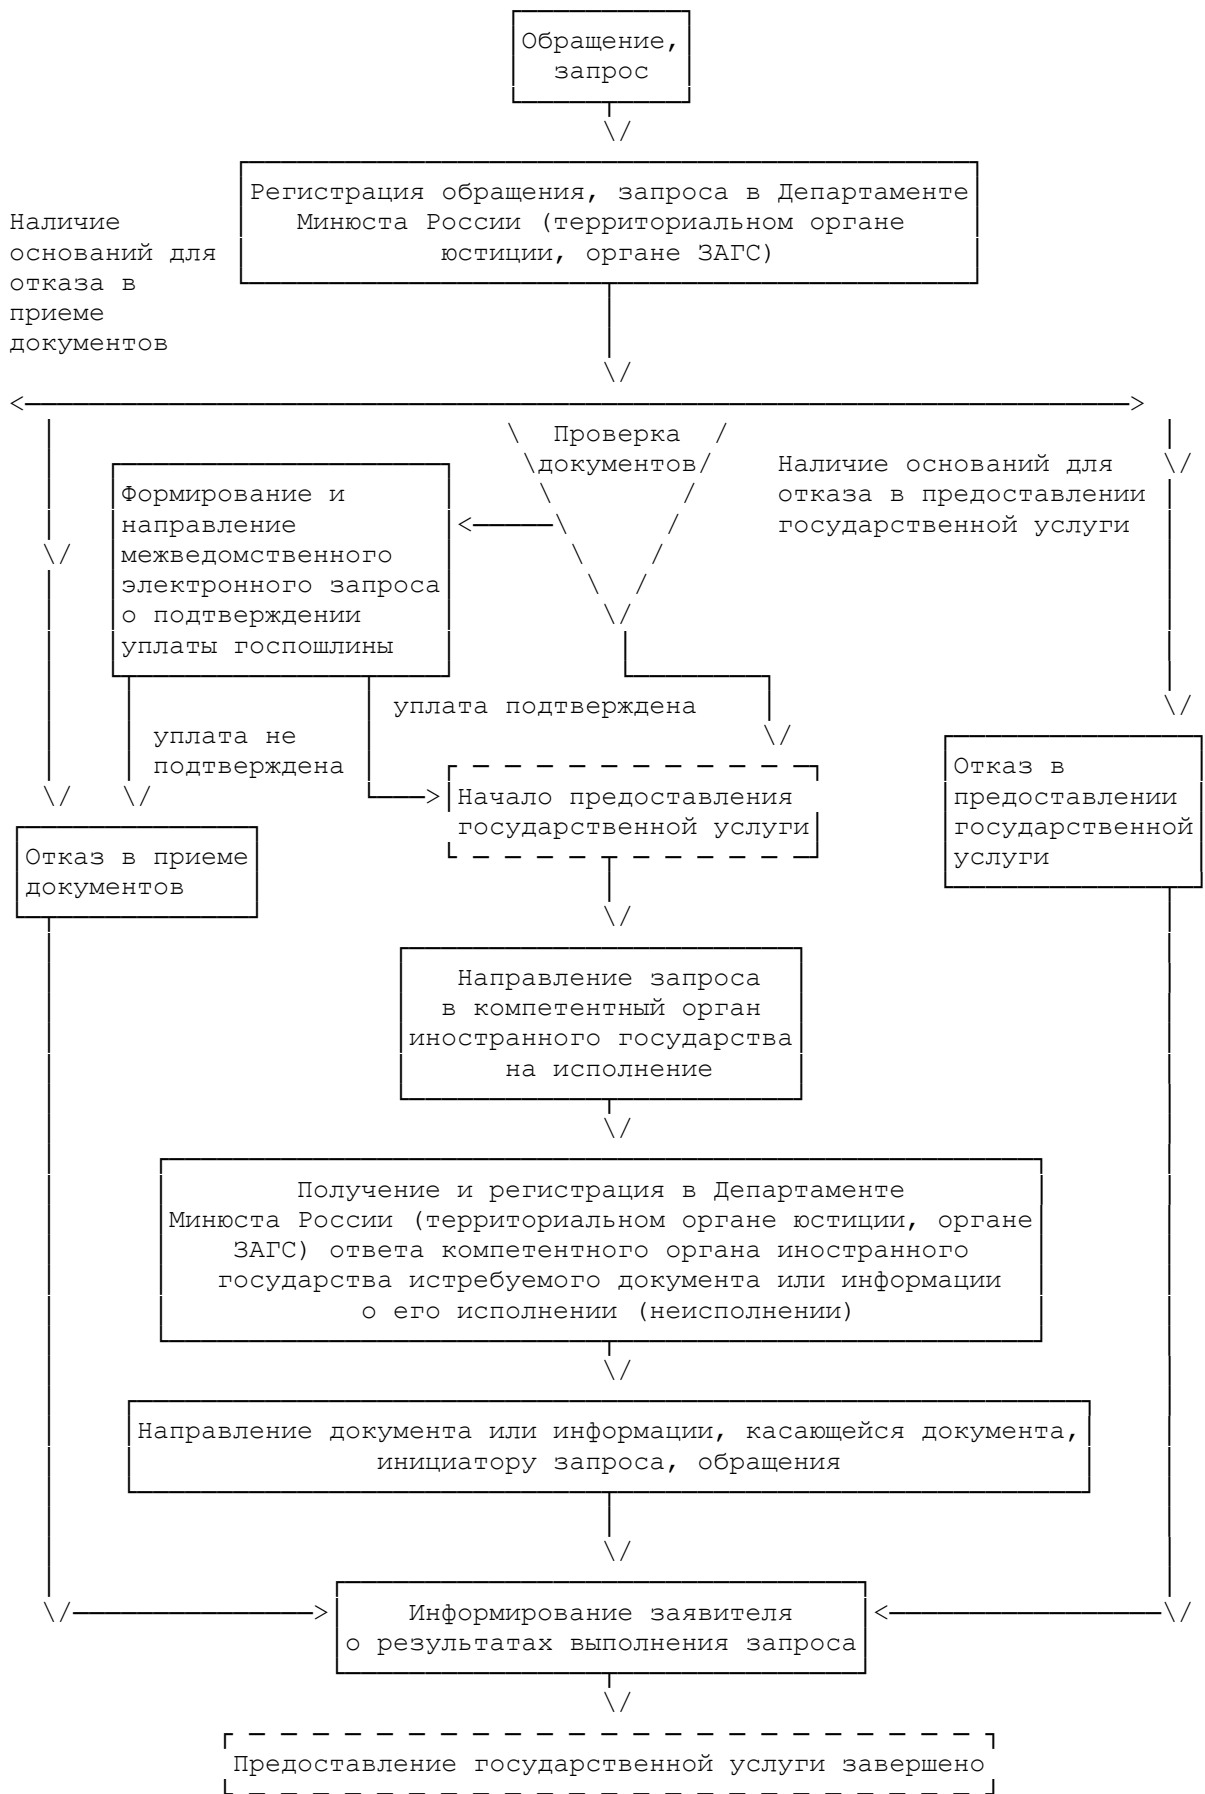 Обращение,
запрос
Регистрация обращения, запроса в Департаменте
Минюста России (территориальном органе
юстиции, органе ЗАГС)
Наличие
оснований для
отказа в
приеме
документов
Проверка
документов
Наличие оснований для
отказа в предоставлении
государственной услуги
Формирование и
направление
межведомственного
электронного запроса
о подтверждении
уплаты госпошлины
уплата подтверждена
уплата не
подтверждена
Начало предоставления
государственной услуги
Отказ в
предоставлении
государственной
услуги
Отказ в приеме
документов
Направление запроса
в компетентный орган
иностранного государства
на исполнение
Получение и регистрация в Департаменте
Минюста России (территориальном органе юстиции, органе
ЗАГС) ответа компетентного органа иностранного
государства истребуемого документа или информации
о его исполнении (неисполнении)
Направление документа или информации, касающейся документа,
инициатору запроса, обращения
Информирование заявителя
о результатах выполнения запроса
Предоставление государственной услуги завершено